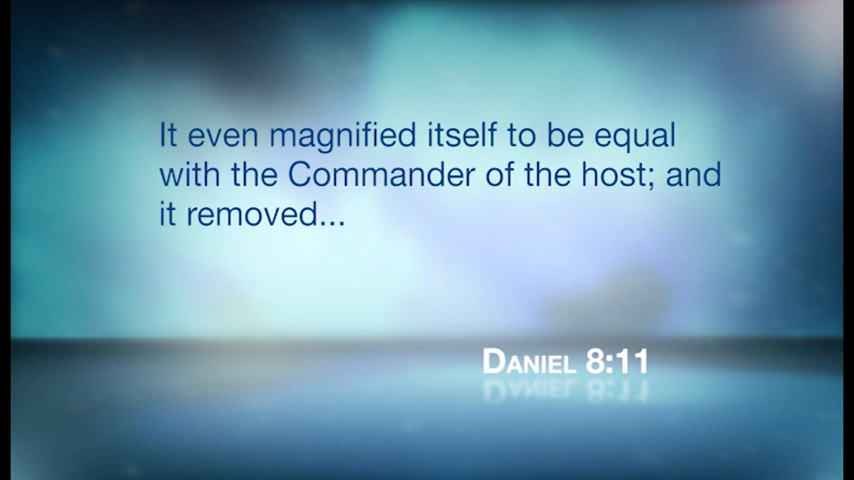 It even magnified itself to be equal
with the Commander of the host; and
it removed...
DANIEL 8:11